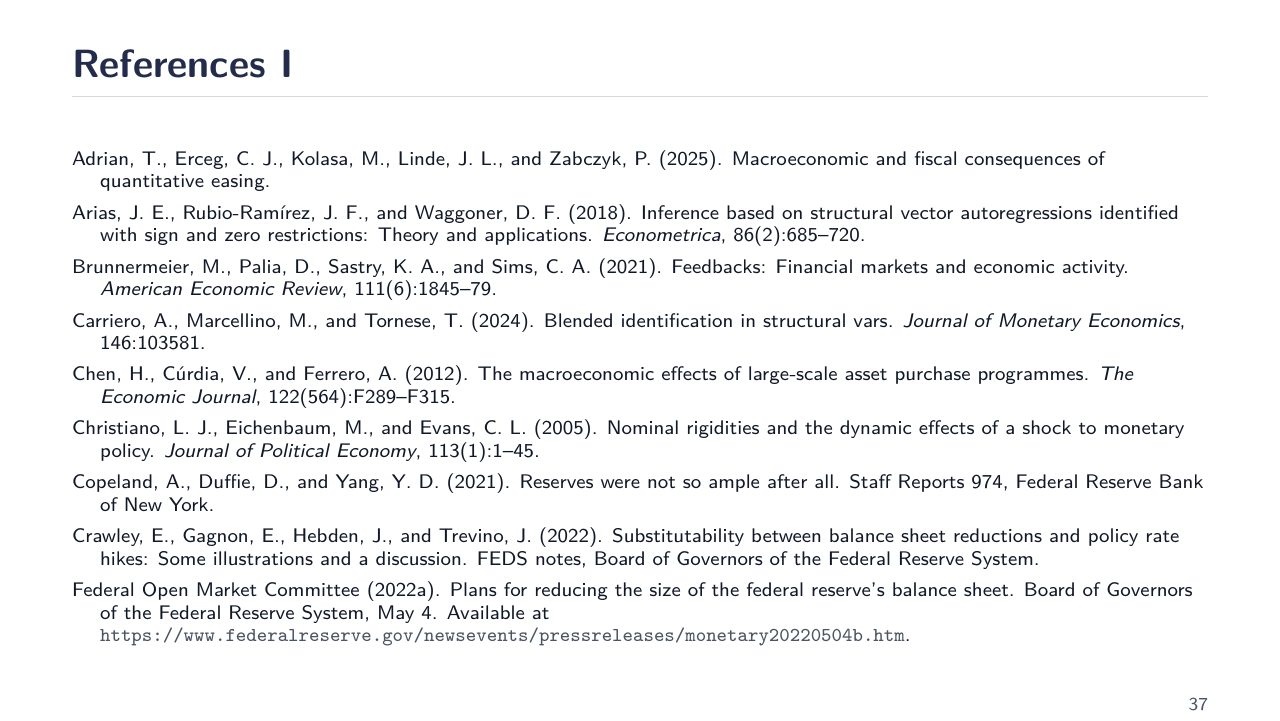 References I
Adrian, T., Erceg, C. J., Kolasa, M., Linde, J. L., and Zabczyk, P. (2025). Macroeconomic and fiscal consequences of
quantitative easing.
Arias, J. E., Rubio-Ramírez, J. F., and Waggoner, D. F. (2018). Inference based on structural vector autoregressions identified
with sign and zero restrictions: Theory and applications. Econometrica, 86(2):685–720.
Brunnermeier, M., Palia, D., Sastry, K. A., and Sims, C. A. (2021). Feedbacks: Financial markets and economic activity.
American Economic Review, 111(6):1845–79.
Carriero, A., Marcellino, M., and Tornese, T. (2024). Blended identification in structural vars. Journal of Monetary Economics,
146:103581.
Chen, H., Cúrdia, V., and Ferrero, A. (2012). The macroeconomic effects of large-scale asset purchase programmes. The
Economic Journal, 122(564):F289–F315.
Christiano, L. J., Eichenbaum, M., and Evans, C. L. (2005). Nominal rigidities and the dynamic effects of a shock to monetary
policy. Journal of Political Economy, 113(1):1–45.
Copeland, A., Duffie, D., and Yang, Y. D. (2021). Reserves were not so ample after all. Staff Reports 974, Federal Reserve Bank
of New York.
Crawley, E., Gagnon, E., Hebden, J., and Trevino, J. (2022). Substitutability between balance sheet reductions and policy rate
hikes: Some illustrations and a discussion. FEDS notes, Board of Governors of the Federal Reserve System.
Federal Open Market Committee (2022a). Plans for reducing the size of the federal reserve's balance sheet. Board of Governors
of the Federal Reserve System, May 4. Available at
https://www.federalreserve.gov/newsevents/pressreleases/monetary20220504b.htm.
37